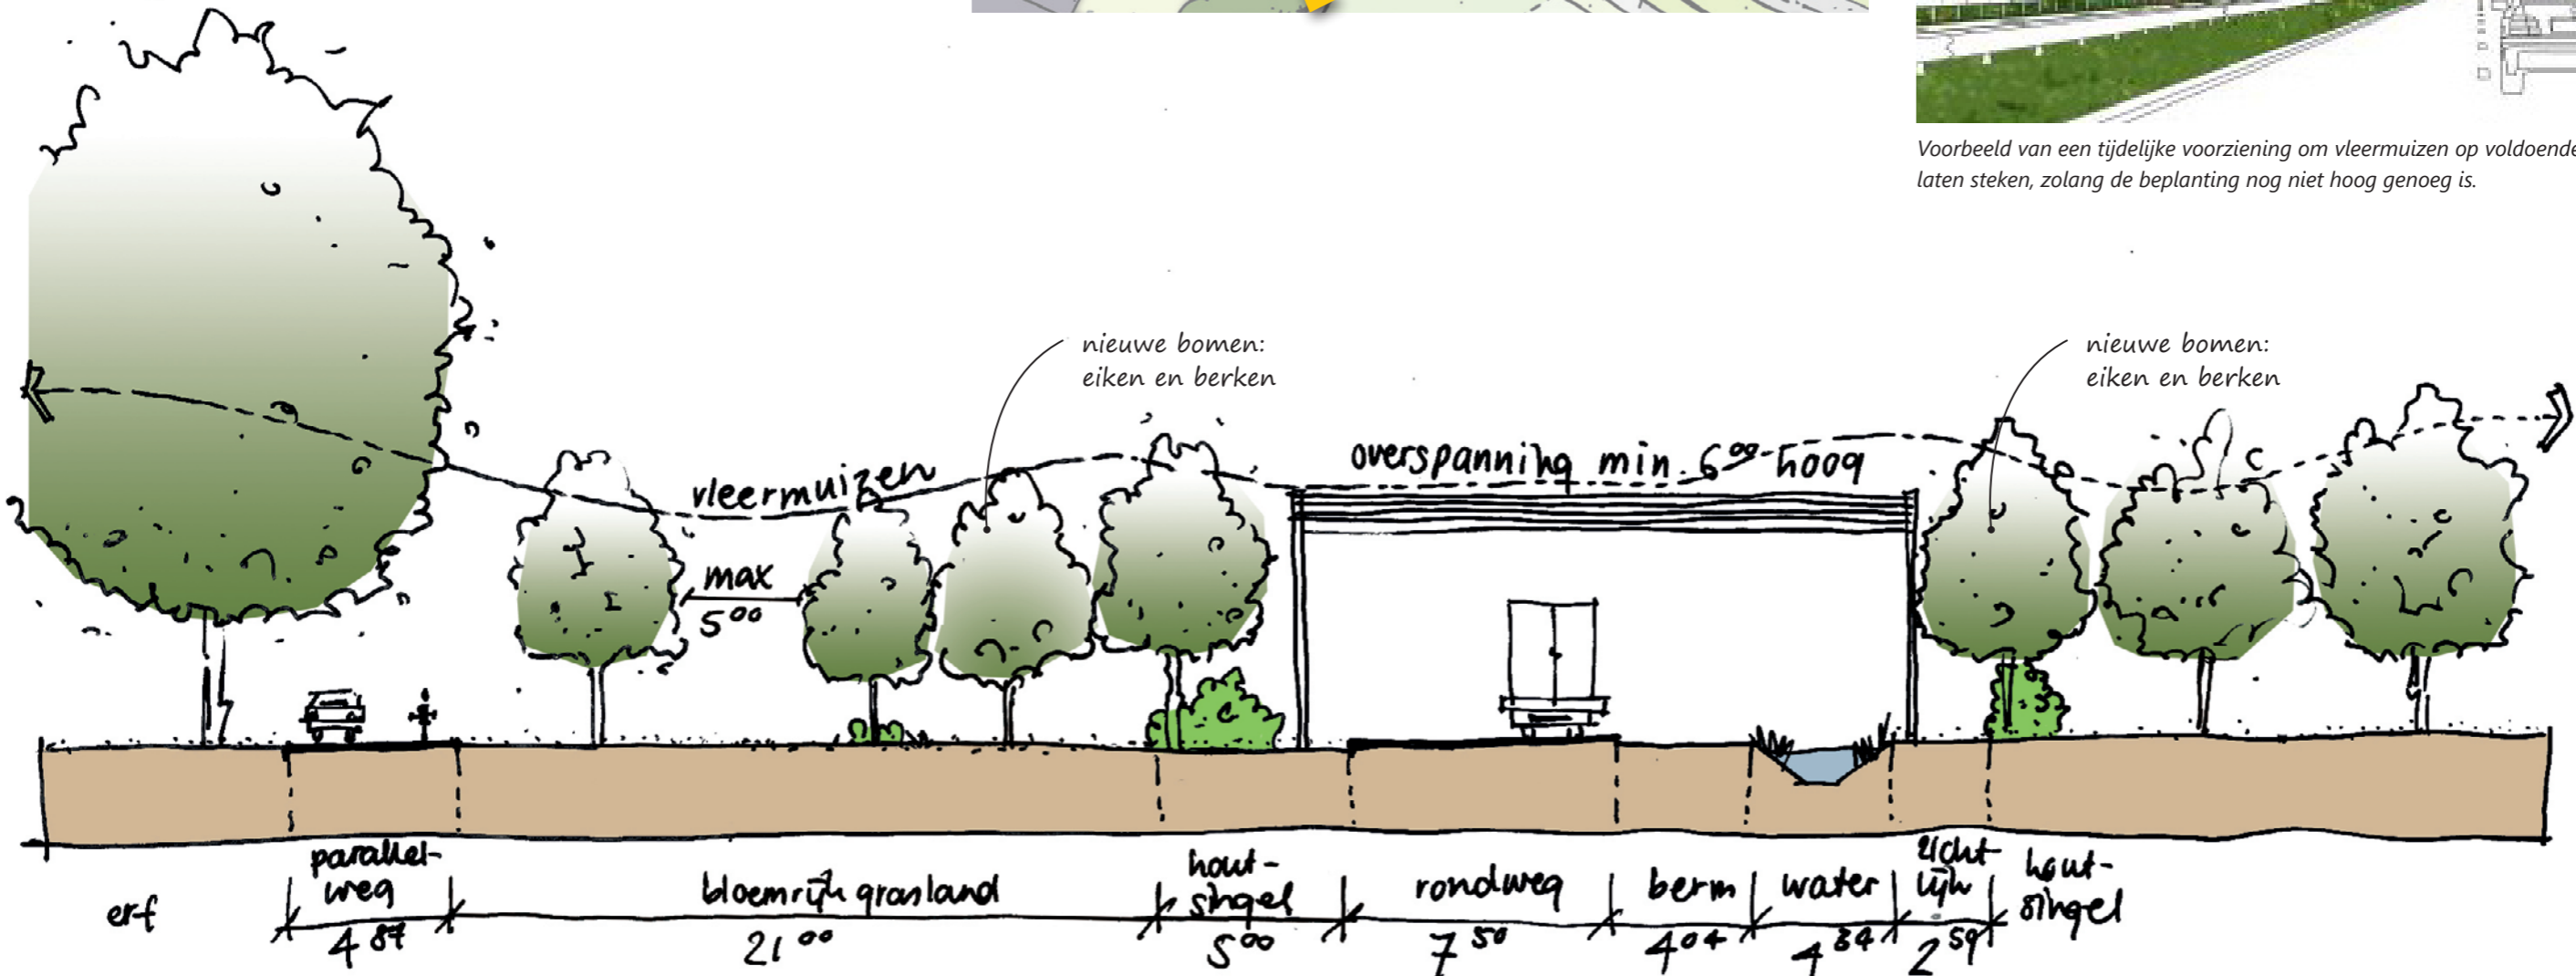 Voorbeeld van een tijdelijke voorziening om vleermuizen op voldoende
laten steken, zolang de beplanting nog niet hoog genoeg is.
nieuwe bomen:
eiken en berken
nieuwe bomen:
eiken en berken
vleermuizen
overspanning min. 6⁰⁰ hoog
max
5⁰⁰
erf
parallel-
weg
4⁸⁷
bloemrijk grasland
21⁰⁰
hout-
singel
5⁰⁰
rondweg
7⁵⁰
berm
4⁰⁴
water
4³⁴
zicht
lijn
2⁵⁹
hout-
singel